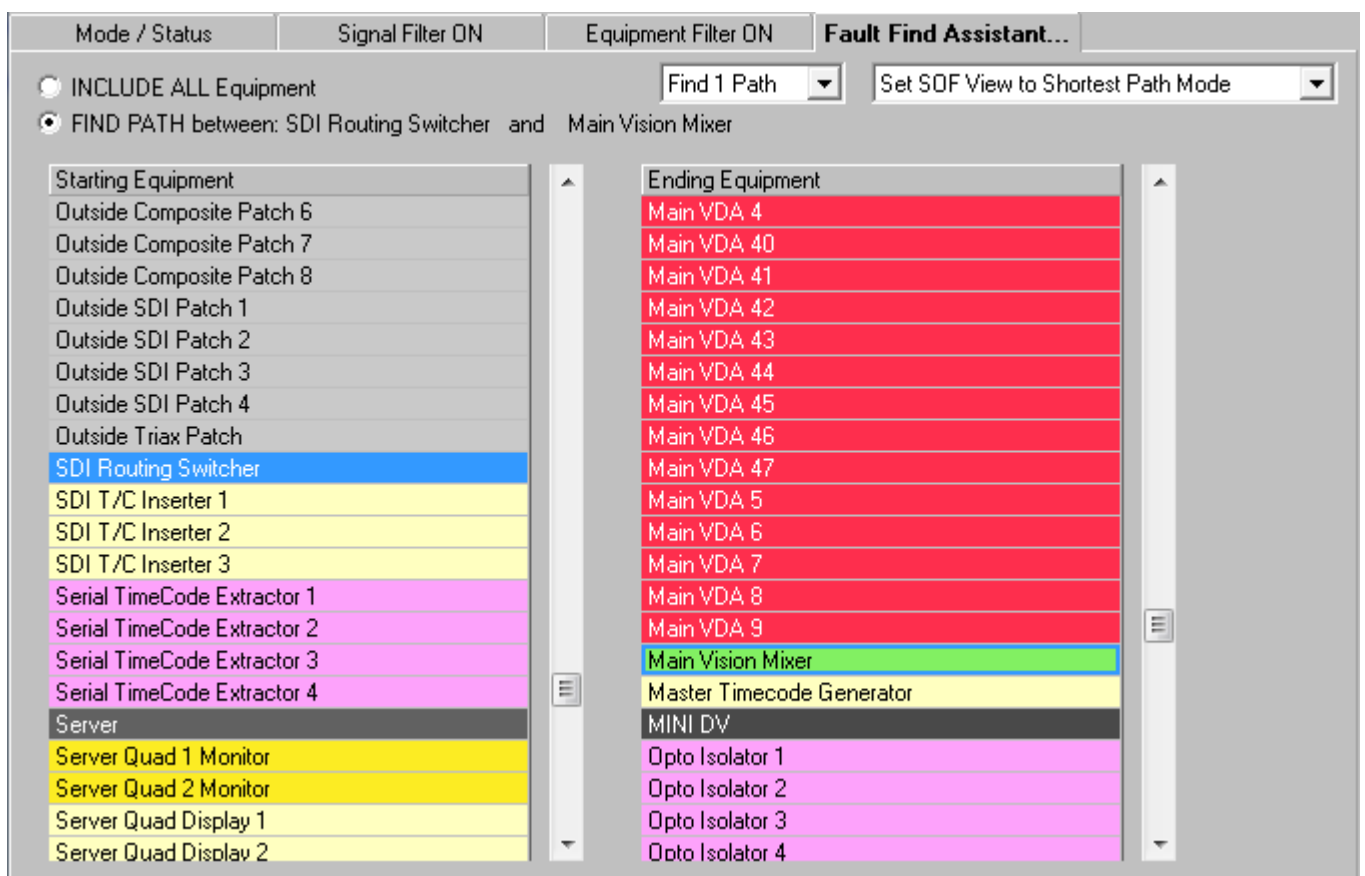 Mode / Status
Signal Filter ON
Equipment Filter ON
Fault Find Assistant...
INCLUDE ALL Equipment
Find 1 Path
Set SOF View to Shortest Path Mode
FIND PATH between: SDI Routing Switcher and Main Vision Mixer
Starting Equipment
Outside Composite Patch 6
Outside Composite Patch 7
Outside Composite Patch 8
Outside SDI Patch 1
Outside SDI Patch 2
Outside SDI Patch 3
Outside SDI Patch 4
Outside Triax Patch
SDI Routing Switcher
SDI T/C Inserter 1
SDI T/C Inserter 2
SDI T/C Inserter 3
Serial TimeCode Extractor 1
Serial TimeCode Extractor 2
Serial TimeCode Extractor 3
Serial TimeCode Extractor 4
Server
Server Quad 1 Monitor
Server Quad 2 Monitor
Server Quad Display 1
Server Quad Display 2
Ending Equipment
Main VDA 4
Main VDA 40
Main VDA 41
Main VDA 42
Main VDA 43
Main VDA 44
Main VDA 45
Main VDA 46
Main VDA 47
Main VDA 5
Main VDA 6
Main VDA 7
Main VDA 8
Main VDA 9
Main Vision Mixer
Master Timecode Generator
MINI DV
Opto Isolator 1
Opto Isolator 2
Opto Isolator 3
Opto Isolator 4